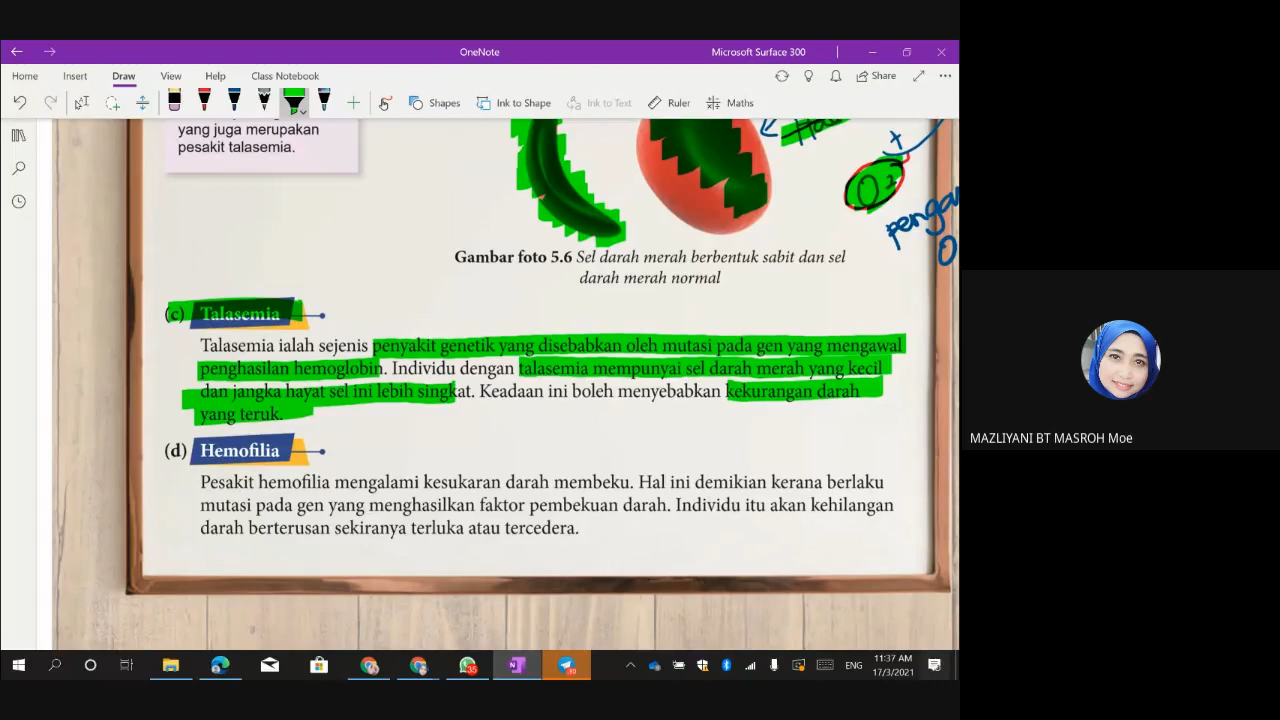 OneNote
Microsoft Surface 300
Home Insert Draw View Help Class Notebook
Share
Shapes Ink to Shape Ink to Text Ruler Maths
yang juga merupakan
pesakit talasemia.
+
O2
pengan
O
Gambar foto 5.6 Sel darah merah berbentuk sabit dan sel
darah merah normal
(c) Talasemia
Talasemia ialah sejenis penyakit genetik yang disebabkan oleh mutasi pada gen yang mengawal
penghasilan hemoglobin. Individu dengan talasemia mempunyai sel darah merah yang kecil
dan jangka hayat sel ini lebih singkat. Keadaan ini boleh menyebabkan kekurangan darah
yang teruk.
(d) Hemofilia
Pesakit hemofilia mengalami kesukaran darah membeku. Hal ini demikian kerana berlaku
mutasi pada gen yang menghasilkan faktor pembekuan darah. Individu itu akan kehilangan
darah berterusan sekiranya terluka atau tercedera.
MAZLIYANI BT MASROH Moe
35
ENG
11:37 AM
17/3/2021